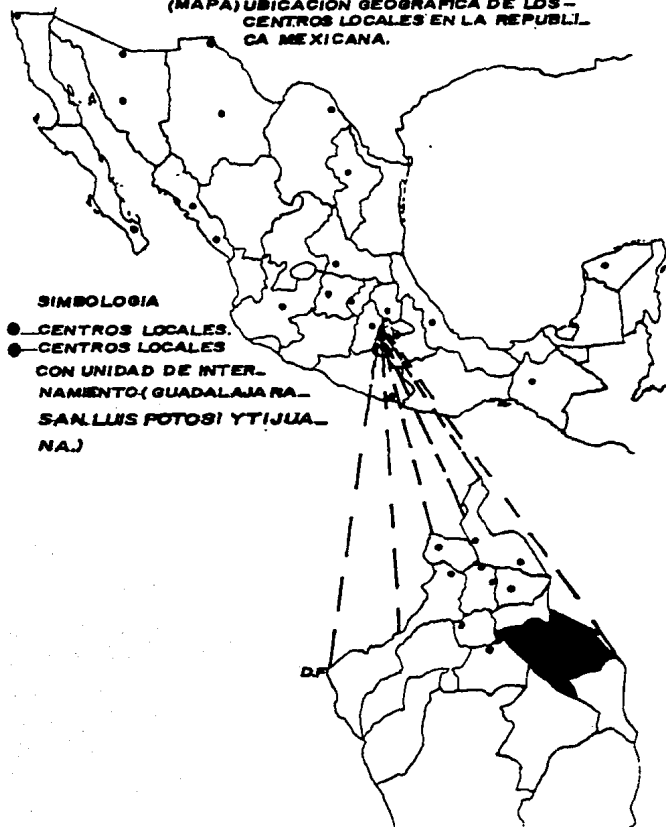 (MAPA) UBICACION GEOGRAFICA DE LOS-
CENTROS LOCALES EN LA REPUBLI_
CA MEXICANA.
SIMBOLOGIA
CENTROS LOCALES.
CENTROS LOCALES
CON UNIDAD DE INTER_
NAMIENTO(GUADALAJARA_
SAN.LUIS POTOSI YTIJUA_
NA.)
D.F